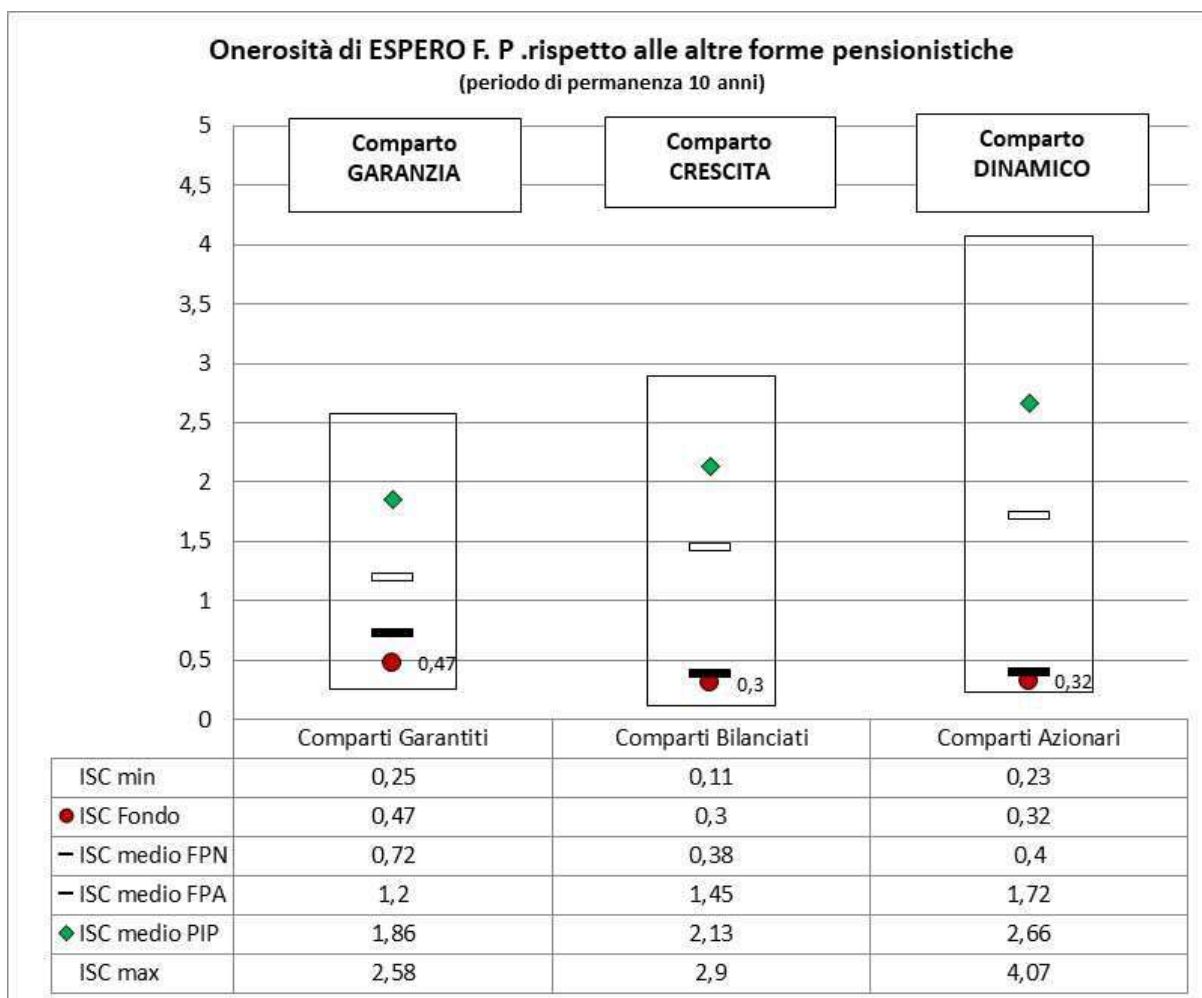 Onerosità di ESPERO F. P .rispetto alle altre forme pensionistiche
(periodo di permanenza 10 anni)
Comparto
GARANZIA
Comparto
CRESCITA
Comparto
DINAMICO
5
4,5
4
3,5
3
2,5
2
1,5
1
0,5
0
0,47
0,3
0,32
Comparti Garantiti Comparti Bilanciati Comparti Azionari
ISC min 0,25 0,11 0,23
ISC Fondo 0,47 0,3 0,32
ISC medio FPN 0,72 0,38 0,4
ISC medio FPA 1,2 1,45 1,72
ISC medio PIP 1,86 2,13 2,66
ISC max 2,58 2,9 4,07